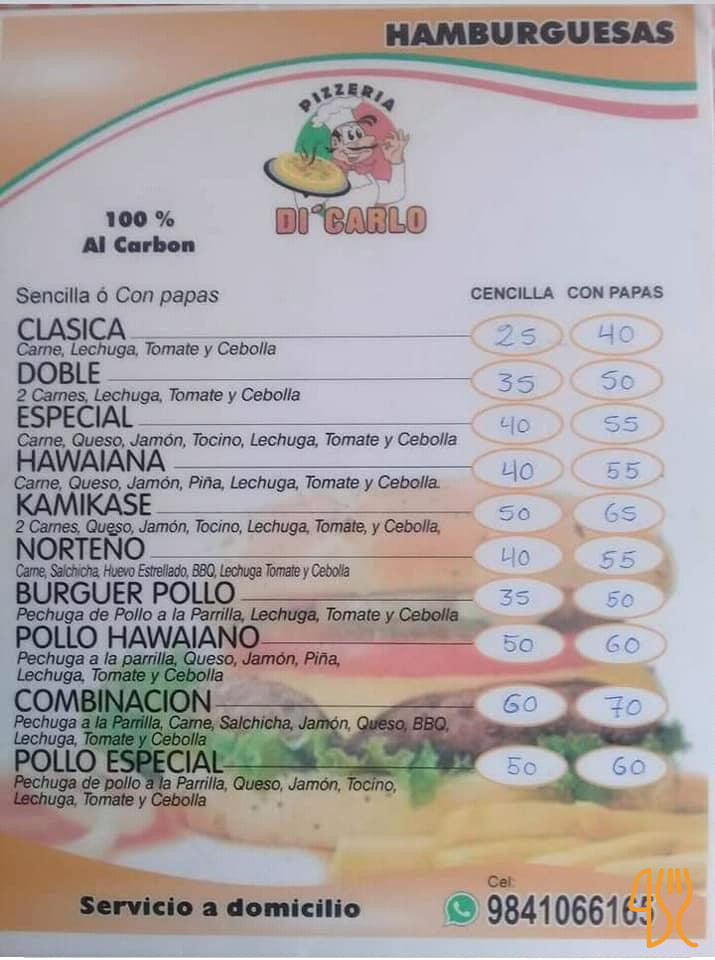 HAMBURGUESAS
PIZZERIA
DI CARLO
100 %
Al Carbon
Sencilla ó Con papas CENCILLA CON PAPAS
CLASICA 25 40
Carne, Lechuga, Tomate y Cebolla
DOBLE 35 50
2 Carnes, Lechuga, Tomate y Cebolla
ESPECIAL 40 55
Carne, Queso, Jamón, Tocino, Lechuga, Tomate y Cebolla
HAWAIANA 40 55
Carne, Queso, Jamón, Piña, Lechuga, Tomate y Cebolla.
KAMIKASE 50 65
2 Carnes, Queso, Jamón, Tocino, Lechuga, Tomate, y Cebolla,
NORTEÑO 40 55
Carne, Salchicha, Huevo Estrellado, BBQ, Lechuga Tomate y Cebolla
BURGUER POLLO 35 50
Pechuga de Pollo a la Parrilla, Lechuga, Tomate y Cebolla
POLLO HAWAIANO 50 60
Pechuga a la parrilla, Queso, Jamón, Piña,
Lechuga, Tomate y Cebolla
COMBINACION 60 70
Pechuga a la Parrilla, Carne, Salchicha, Jamón, Queso, BBQ,
Lechuga, Tomate y Cebolla
POLLO ESPECIAL 50 60
Pechuga de pollo a la Parrilla, Queso, Jamón, Tocino,
Lechuga, Tomate y Cebolla
Cel:
Servicio a domicilio 9841066165